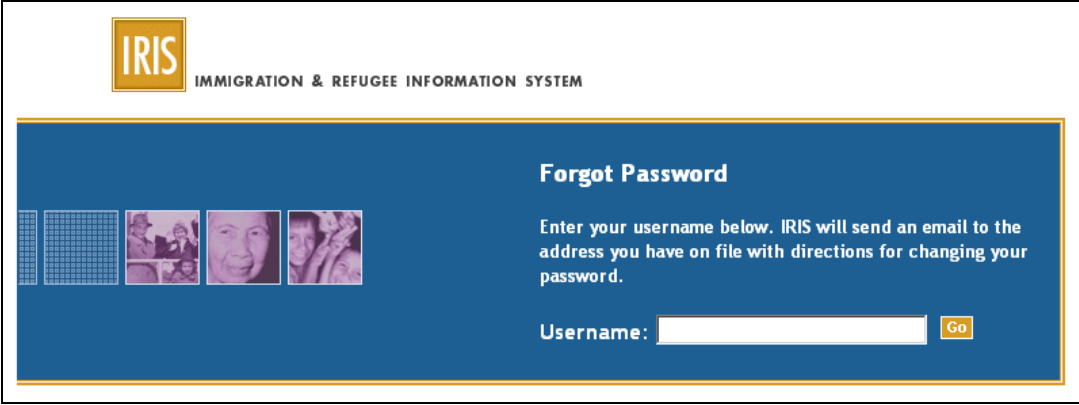 IRIS
IMMIGRATION & REFUGEE INFORMATION SYSTEM
Forgot Password
Enter your username below. IRIS will send an email to the
address you have on file with directions for changing your
password.
Username:
Go